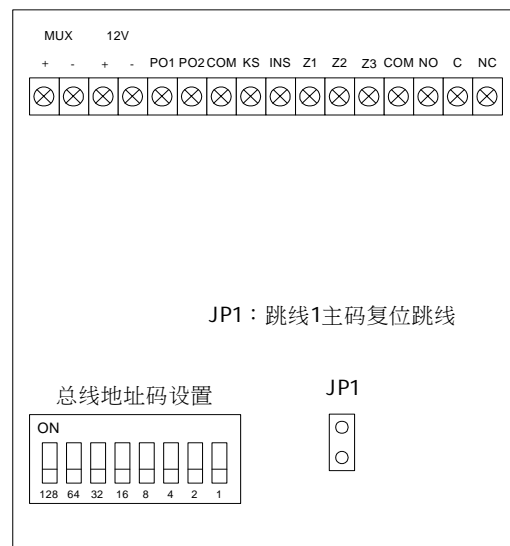 MUX 12V
+ - + - PO1 PO2 COM KS INS Z1 Z2 Z3 COM NO C NC
JP1：跳线1主码复位跳线
总线地址码设置
JP1
ON
128 64 32 16 8 4 2 1